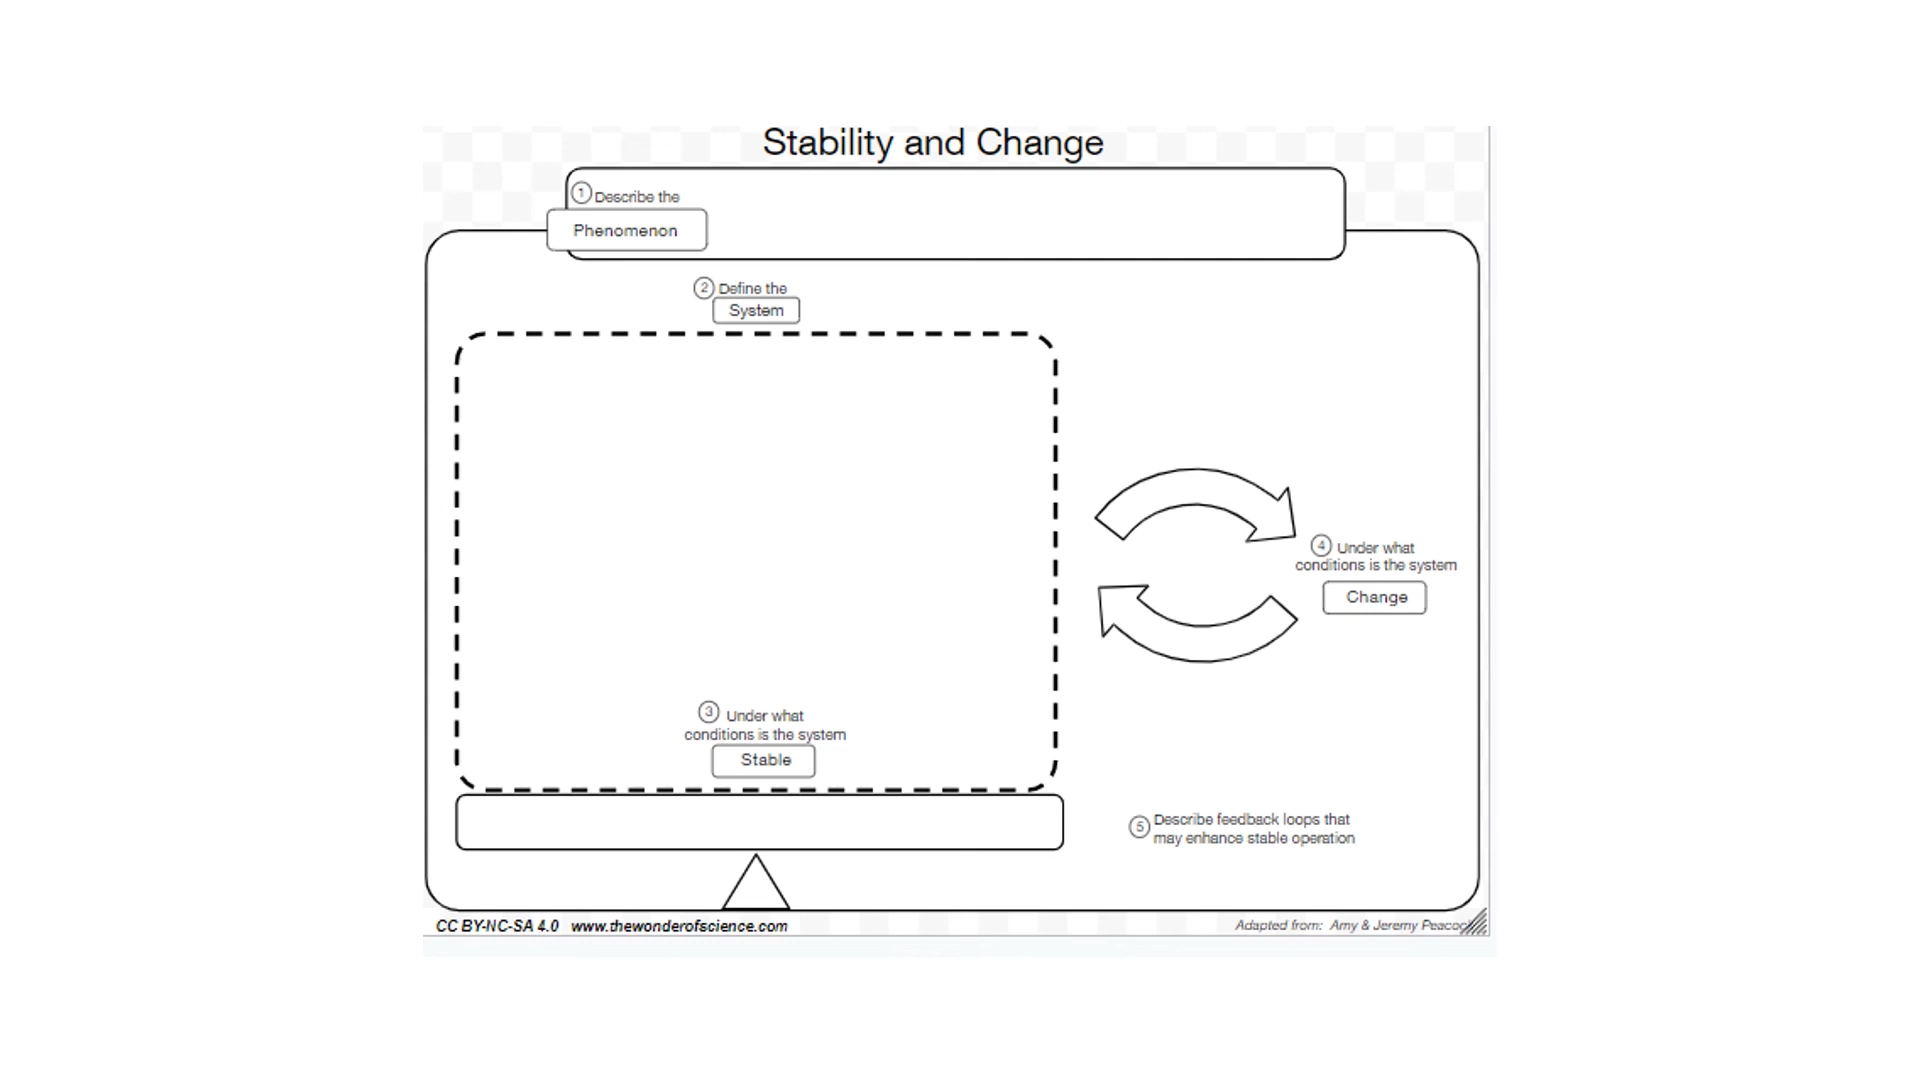 Stability and Change
1 Describe the
Phenomenon
2 Define the
System
3 Under what
conditions is the system
Stable
4 Under what
conditions is the system
Change
5 Describe feedback loops that
may enhance stable operation
CC BY-NC-SA 4.0 www.thewonderofscience.com
Adapted from: Amy & Jeremy